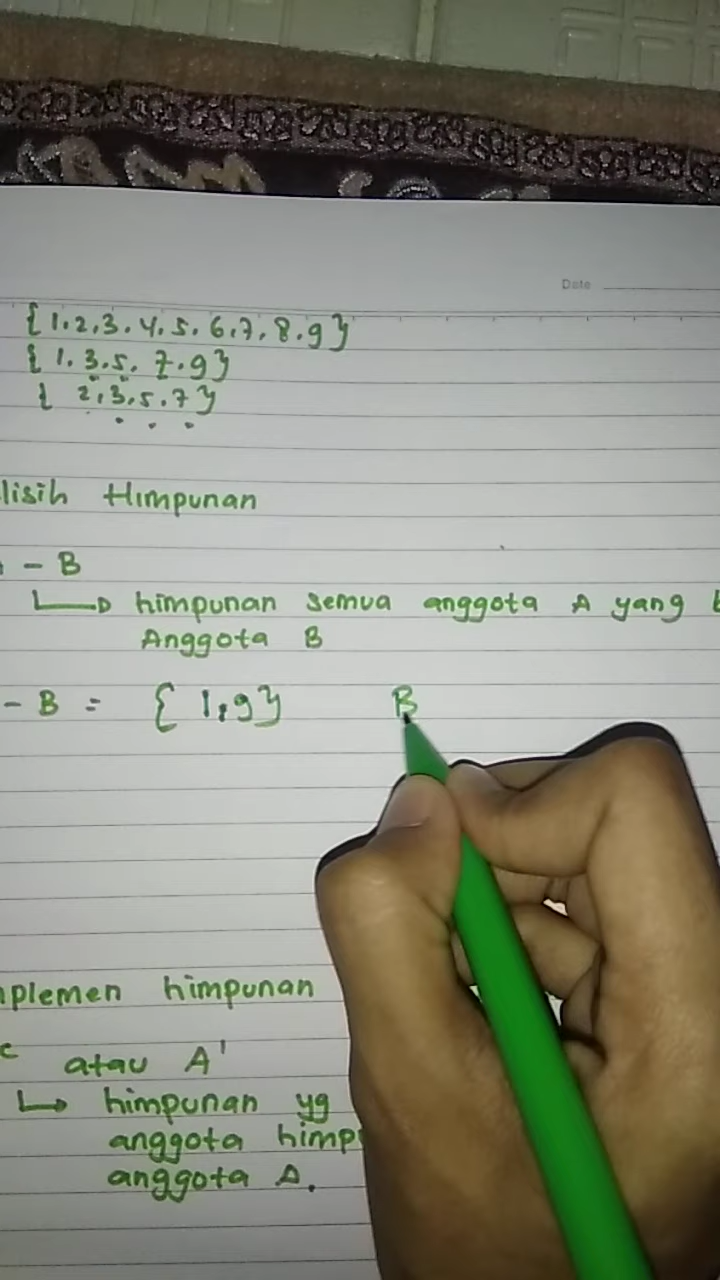 Date
{ 1.2,3.4.5.6,7.8.9}
{ 1.3.5.7.9}
{ 2,3.5.7}
lisih Himpunan
- B
himpunan semua anggota A yang
Anggota B
- B = { 1,9} B
plemen himpunan
c atau A'
himpunan yg
anggota himp
anggota A.